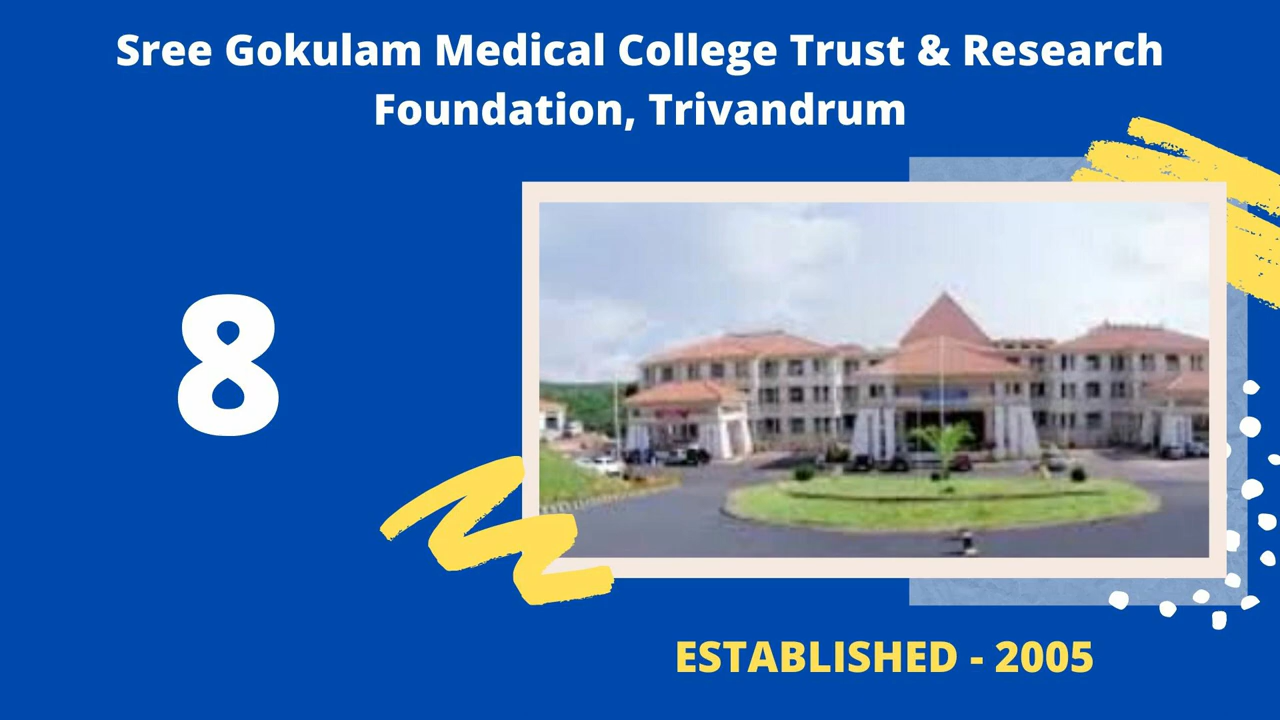 Sree Gokulam Medical College Trust & Research
Foundation, Trivandrum
8
ESTABLISHED - 2005